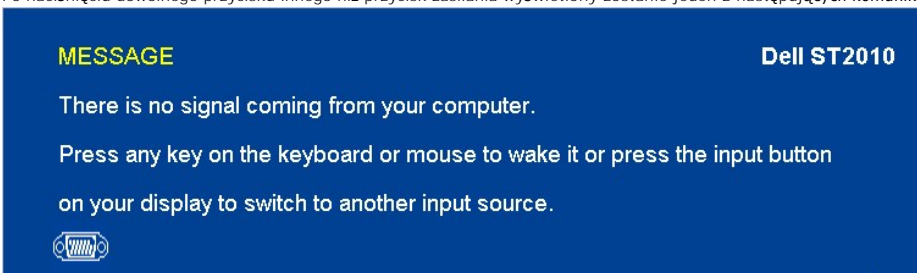 MESSAGE Dell ST2010
There is no signal coming from your computer.
Press any key on the keyboard or mouse to wake it or press the input button
on your display to switch to another input source.